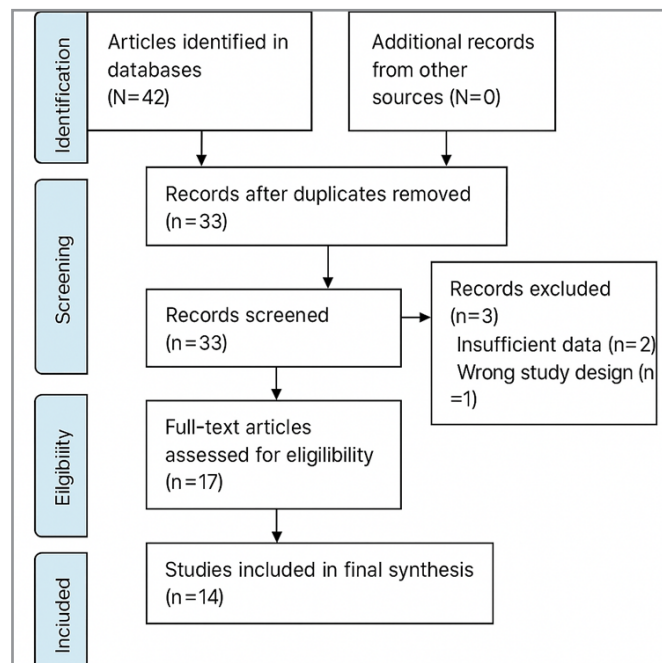 Identification
Articles identified in
databases
(N=42)
Additional records
from other
sources (N=0)
Screening
Records after duplicates removed
(n=33)
Records screened
(n=33)
Records excluded
(n=3)
Insufficient data (n=2)
Wrong study design (n
=1)
Eilgibiiity
Full-text articles
assessed for eligilibility
(n=17)
Inciuded
Studies included in final synthesis
(n=14)